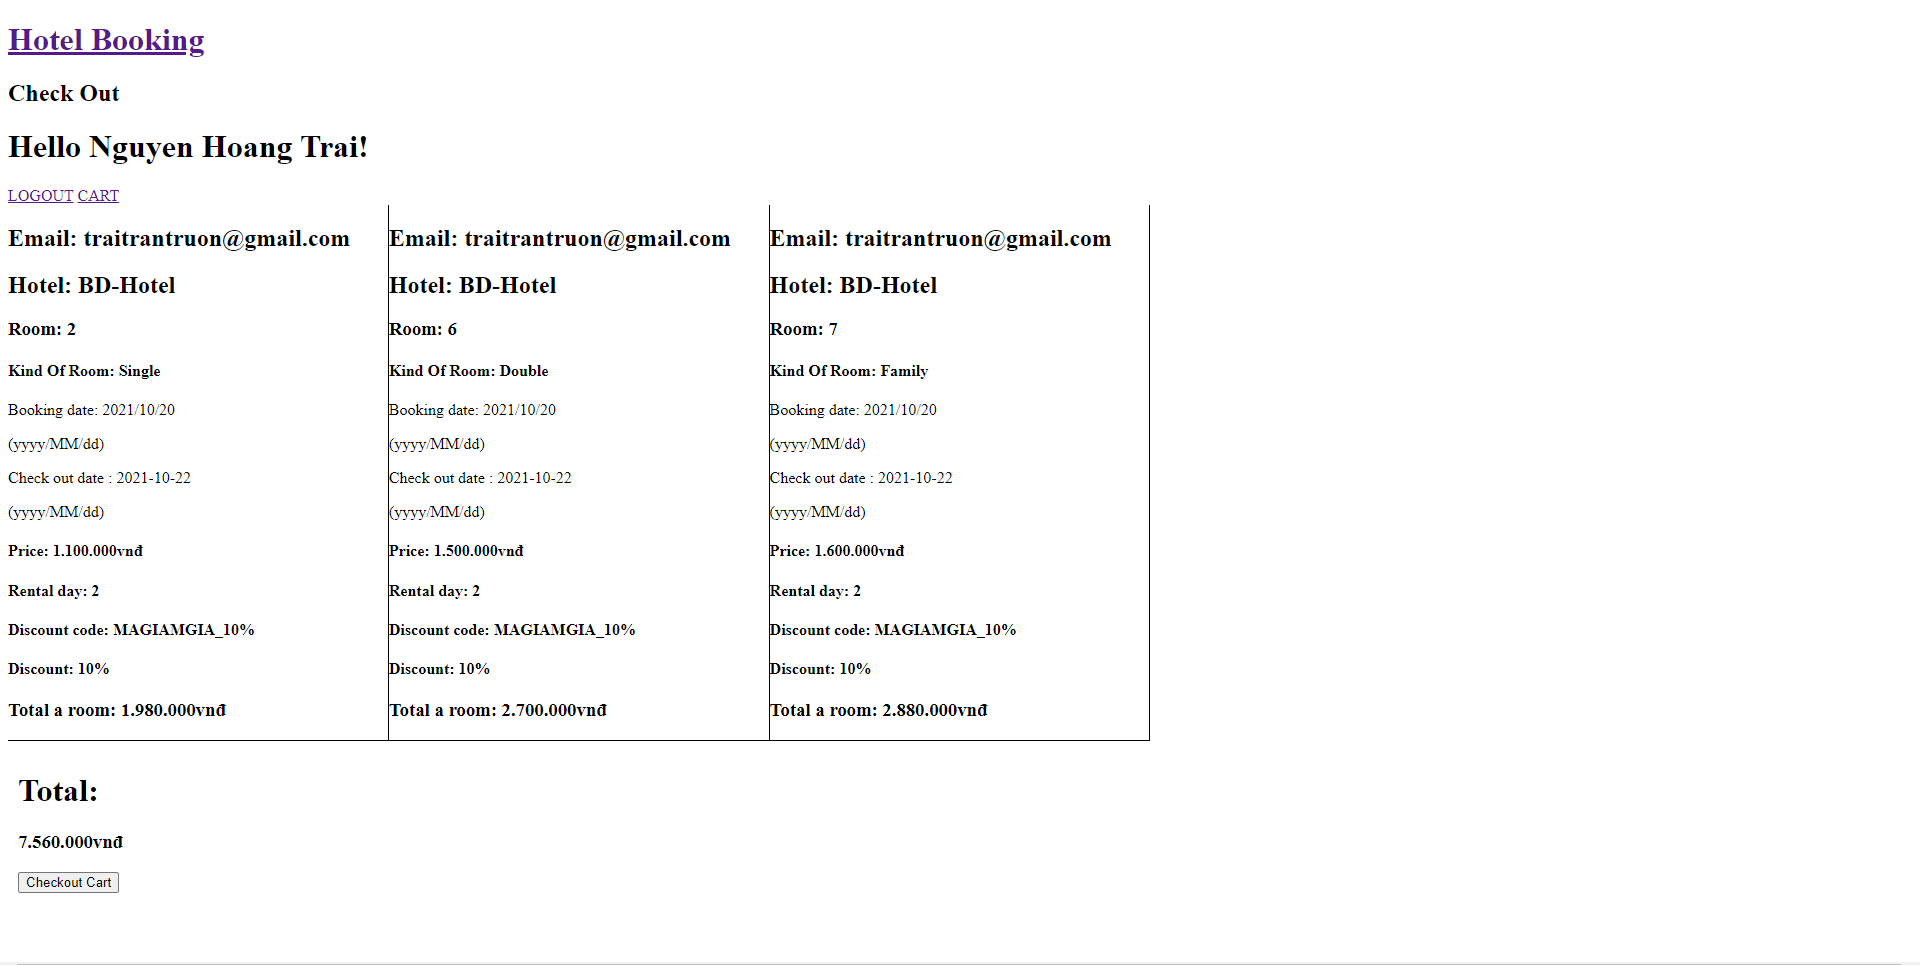 Hotel Booking
Check Out
Hello Nguyen Hoang Trai!
LOGOUT CART
Email: traitrantruon@gmail.com
Hotel: BD-Hotel
Room: 2
Kind Of Room: Single
Booking date: 2021/10/20
(yyyy/MM/dd)
Check out date : 2021-10-22
(yyyy/MM/dd)
Price: 1.100.000vnđ
Rental day: 2
Discount code: MAGIAMGIA_10%
Discount: 10%
Total a room: 1.980.000vnđ
Email: traitrantruon@gmail.com
Hotel: BD-Hotel
Room: 6
Kind Of Room: Double
Booking date: 2021/10/20
(yyyy/MM/dd)
Check out date : 2021-10-22
(yyyy/MM/dd)
Price: 1.500.000vnđ
Rental day: 2
Discount code: MAGIAMGIA_10%
Discount: 10%
Total a room: 2.700.000vnđ
Email: traitrantruon@gmail.com
Hotel: BD-Hotel
Room: 7
Kind Of Room: Family
Booking date: 2021/10/20
(yyyy/MM/dd)
Check out date : 2021-10-22
(yyyy/MM/dd)
Price: 1.600.000vnđ
Rental day: 2
Discount code: MAGIAMGIA_10%
Discount: 10%
Total a room: 2.880.000vnđ
Total:
7.560.000vnđ
Checkout Cart